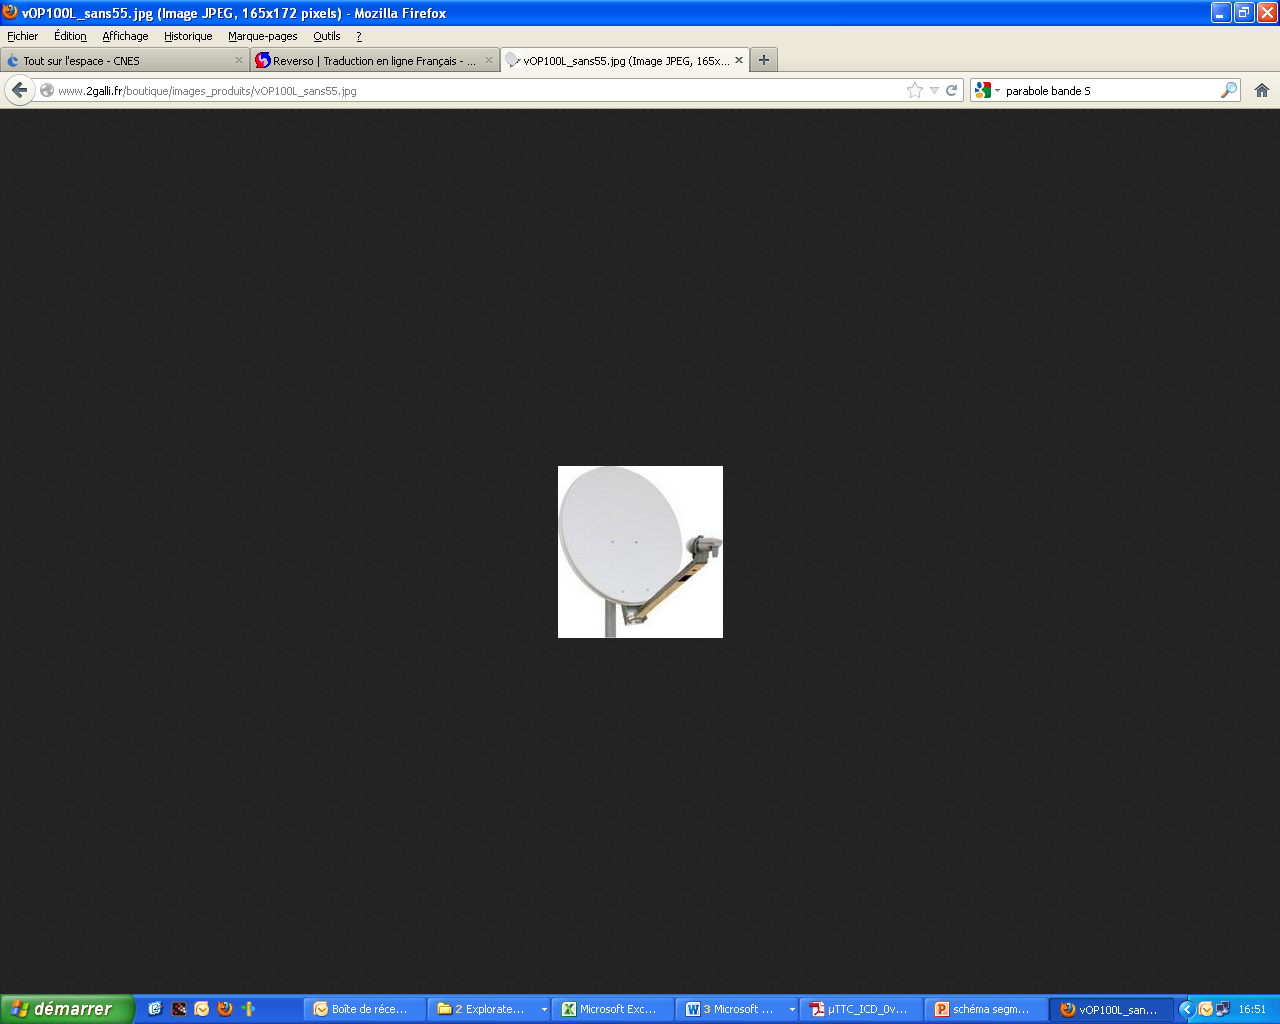 vOP100L_sans55.jpg (Image JPEG, 165x172 pixels) - Mozilla Firefox
Fichier Édition Affichage Historique Marque-pages Outils ?
Tout sur l'espace - CNES Reverso | Traduction en ligne Français - ... vOP100L_sans55.jpg (Image JPEG, 165x...
www.2galli.fr/boutique/images_produits/vOP100L_sans55.jpg parabole bande S
démarrer Boîte de réce... 2 Explorate... Microsoft Exc... 3 Microsoft ... µTTC_ICD_0v... schéma segm... vOP100L_san... 16:51